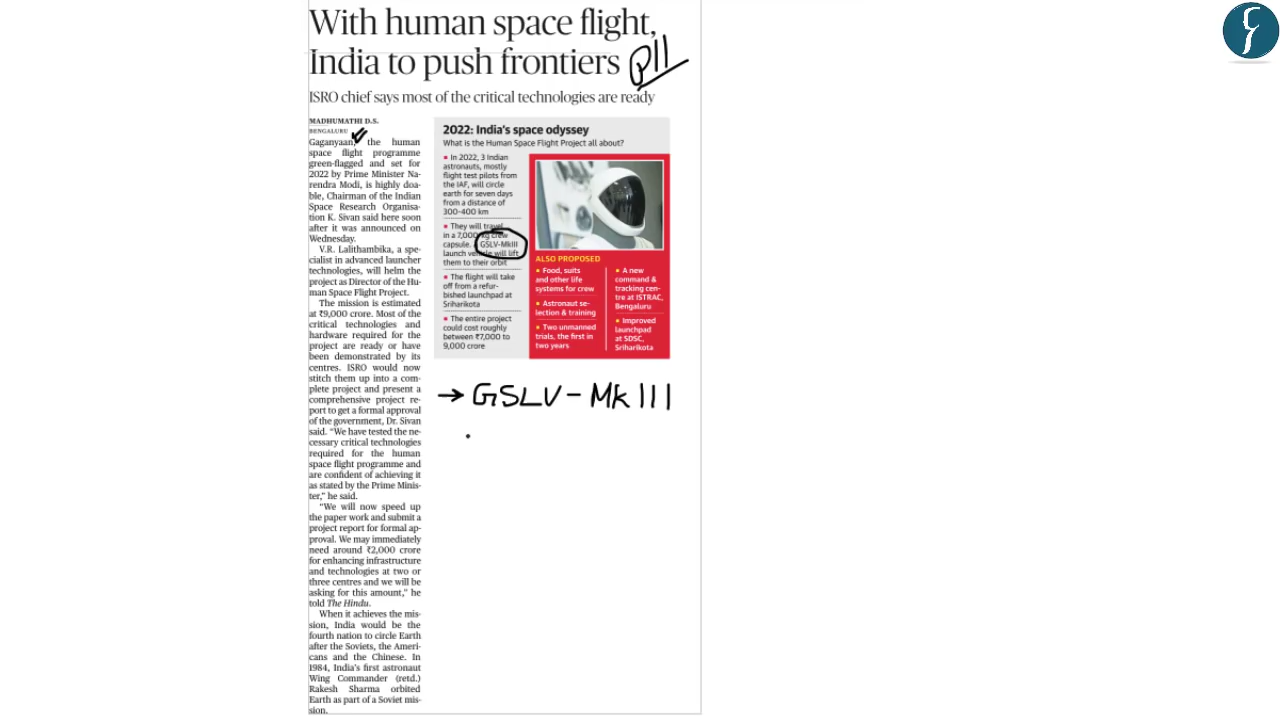 With human space flight,
India to push frontiers
P11
ISRO chief says most of the critical technologies are ready
MADHUMATHI D.S.
BENGALURU
Gaganyaan, the human
space flight programme
green-flagged and set for
2022 by Prime Minister Na-
rendra Modi, is highly doa-
ble, Chairman of the Indian
Space Research Organisa-
tion K. Sivan said here soon
after it was announced on
Wednesday.
V.R. Lalithambika, a spe-
cialist in advanced launcher
technologies, will helm the
project as Director of the Hu-
man Space Flight Project.
The mission is estimated
at ₹9,000 crore. Most of the
critical technologies and
hardware required for the
project are ready or have
been demonstrated by its
centres. ISRO would now
stitch them up into a com-
plete project and present a
comprehensive project re-
port to get a formal approval
of the government, Dr. Sivan
said. “We have tested the ne-
cessary critical technologies
required for the human
space flight programme and
are confident of achieving it
as stated by the Prime Minis-
ter,” he said.
“We will now speed up
the paper work and submit a
project report for formal ap-
proval. We may immediately
need around ₹2,000 crore
for enhancing infrastructure
and technologies at two or
three centres and we will be
asking for this amount,” he
told The Hindu.
When it achieves the mis-
sion, India would be the
fourth nation to circle Earth
after the Soviets, the Ameri-
cans and the Chinese. In
1984, India’s first astronaut
Wing Commander (retd.)
Rakesh Sharma orbited
Earth as part of a Soviet mis-
sion.
2022: India’s space odyssey
What is the Human Space Flight Project all about?
In 2022, 3 Indian
astronauts, mostly
flight test pilots from
the IAF, will circle
earth for seven days
from a distance of
300-400 km
They will travel
in a 7,000 kg crew
capsule. GSLV-MkIII
launch vehicle will lift
them to their orbit
The flight will take
off from a refur-
bished launchpad at
Sriharikota
The entire project
could cost roughly
between ₹7,000 to
9,000 crore
ALSO PROPOSED
Food, suits
and other life
systems for crew
Astronaut se-
lection & training
Two unmanned
trials, the first in
two years
A new
command &
tracking cen-
tre at ISTRAC,
Bengaluru
Improved
launchpad
at SDSC,
Sriharikota
→ GSLV - Mk III